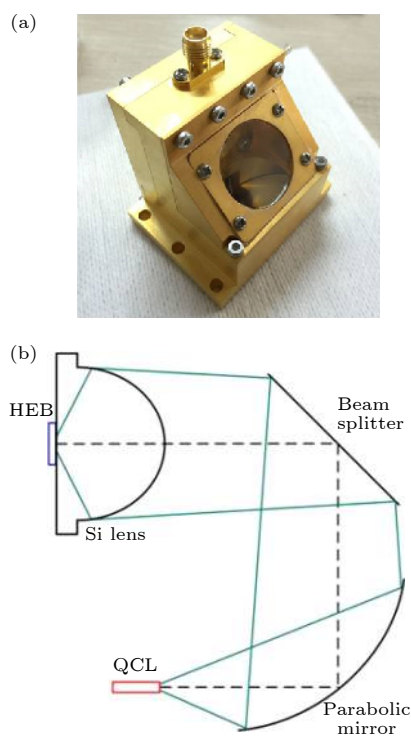 (a)
(b)
HEB
Beam
splitter
Si lens
QCL
Parabolic
mirror